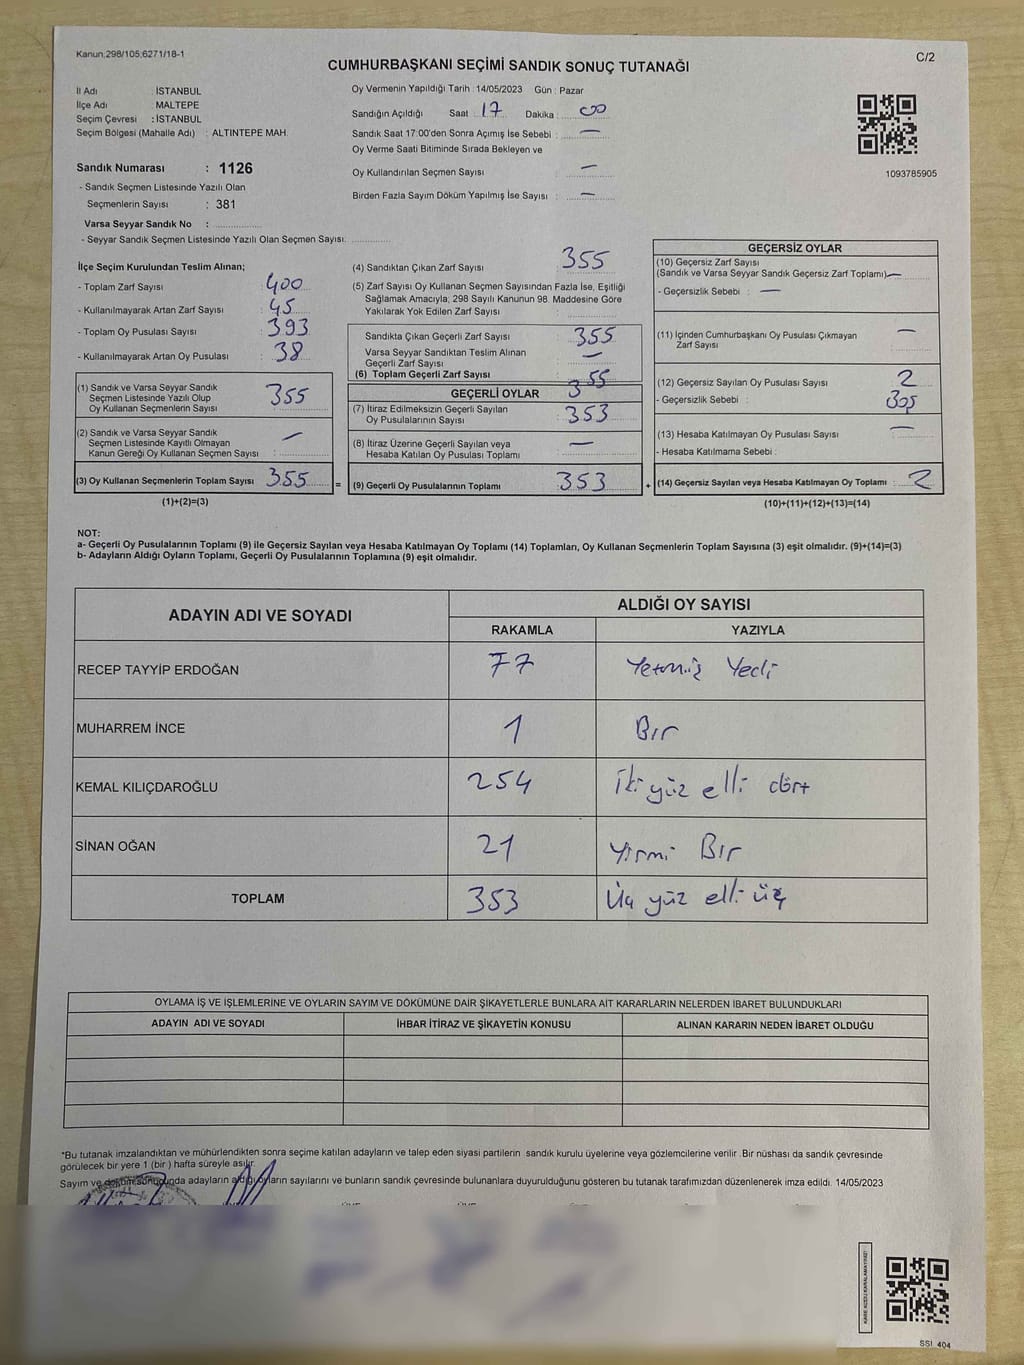 Kanun;298/105;6271/18-1
C/2
CUMHURBAŞKANI SEÇİMİ SANDIK SONUÇ TUTANAĞI
İl Adı : İSTANBUL
İlçe Adı : MALTEPE
Seçim Çevresi : İSTANBUL
Seçim Bölgesi (Mahalle Adı) : ALTINTEPE MAH.
Sandık Numarası : 1126
- Sandık Seçmen Listesinde Yazılı Olan
Seçmenlerin Sayısı : 381
Varsa Seyyar Sandık No :
- Seyyar Sandık Seçmen Listesinde Yazılı Olan Seçmen Sayısı:
Oy Vermenin Yapıldığı Tarih : 14/05/2023 Gün : Pazar
Sandığın Açıldığı Saat : 17 Dakika : 00
Sandık Saat 17:00'den Sonra Açımış İse Sebebi : —
Oy Verme Saati Bitiminde Sırada Bekleyen ve
Oy Kullandırılan Seçmen Sayısı : —
Birden Fazla Sayım Döküm Yapılmış İse Sayısı : —
1093785905
İlçe Seçim Kurulundan Teslim Alınan;
- Toplam Zarf Sayısı : 400
- Kullanılmayarak Artan Zarf Sayısı : 45
- Toplam Oy Pusulası Sayısı : 393
- Kullanılmayarak Artan Oy Pusulası : 38
(1) Sandık ve Varsa Seyyar Sandık
Seçmen Listesinde Yazılı Olup
Oy Kullanan Seçmenlerin Sayısı : 355
(2) Sandık ve Varsa Seyyar Sandık
Seçmen Listesinde Kayıtlı Olmayan
Kanun Gereği Oy Kullanan Seçmen Sayısı : —
(3) Oy Kullanan Seçmenlerin Toplam Sayısı : 355
(1)+(2)=(3)
=
(4) Sandıktan Çıkan Zarf Sayısı : 355
(5) Zarf Sayısı Oy Kullanan Seçmen Sayısından Fazla İse, Eşitliği
Sağlamak Amacıyla; 298 Sayılı Kanunun 98. Maddesine Göre
Yakılarak Yok Edilen Zarf Sayısı :
Sandıkta Çıkan Geçerli Zarf Sayısı : 355
Varsa Seyyar Sandıktan Teslim Alınan
Geçerli Zarf Sayısı : —
(6) Toplam Geçerli Zarf Sayısı : 355
GEÇERLİ OYLAR
(7) İtiraz Edilmeksizin Geçerli Sayılan
Oy Pusulalarının Sayısı : 353
(8) İtiraz Üzerine Geçerli Sayılan veya
Hesaba Katılan Oy Pusulası Toplamı : —
(9) Geçerli Oy Pusulalarının Toplamı : 353
+
GEÇERSİZ OYLAR
(10) Geçersiz Zarf Sayısı
(Sandık ve Varsa Seyyar Sandık Geçersiz Zarf Toplamı): —
- Geçersizlik Sebebi : —
(11) İçinden Cumhurbaşkanı Oy Pusulası Çıkmayan
Zarf Sayısı : —
(12) Geçersiz Sayılan Oy Pusulası Sayısı : 2
- Geçersizlik Sebebi : Boş
(13) Hesaba Katılmayan Oy Pusulası Sayısı : —
- Hesaba Katılmama Sebebi :
(14) Geçersiz Sayılan veya Hesaba Katılmayan Oy Toplamı : 2
(10)+(11)+(12)+(13)=(14)
NOT:
a- Geçerli Oy Pusulalarının Toplamı (9) ile Geçersiz Sayılan veya Hesaba Katılmayan Oy Toplamı (14) Toplamları, Oy Kullanan Seçmenlerin Toplam Sayısına (3) eşit olmalıdır. (9)+(14)=(3)
b- Adayların Aldığı Oyların Toplamı, Geçerli Oy Pusulalarının Toplamına (9) eşit olmalıdır.
ADAYIN ADI VE SOYADI ALDIĞI OY SAYISI
RAKAMLA YAZIYLA
RECEP TAYYİP ERDOĞAN 77 Yetmiş Yedi
MUHARREM İNCE 1 Bır
KEMAL KILIÇDAROĞLU 254 İki yüz elli dört
SİNAN OĞAN 21 Yirmi Bır
TOPLAM 353 Üç yüz elli üç
OYLAMA İŞ VE İŞLEMLERİNE VE OYLARIN SAYIM VE DÖKÜMÜNE DAİR ŞİKAYETLERLE BUNLARA AİT KARARLARIN NELERDEN İBARET BULUNDUKLARI
ADAYIN ADI VE SOYADI İHBAR İTİRAZ VE ŞİKAYETİN KONUSU ALINAN KARARIN NEDEN İBARET OLDUĞU
*Bu tutanak imzalandıktan ve mühürlendikten sonra seçime katılan adayların ve talep eden siyasi partilerin sandık kurulu üyelerine veya gözlemcilerine verilir .Bir nüshası da sandık çevresinde
görülecek bir yere 1 (bir ) hafta süreyle asılır.
Sayım ve döküm sonucunda adayların aldığı oyların sayılarını ve bunların sandık çevresinde bulunanlara duyurulduğunu gösteren bu tutanak tarafımızdan düzenlenerek imza edildi. 14/05/2023
KARE KODU KARALAMAYINIZ!
SSI 404